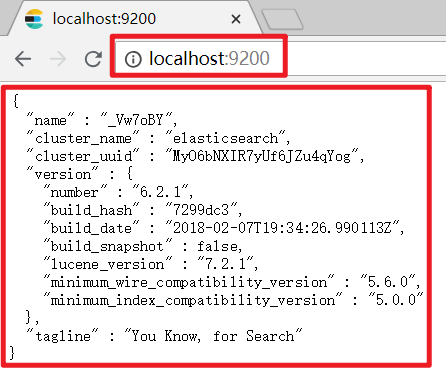 localhost:9200
localhost:9200
{
"name" : "_Vw7oBY",
"cluster_name" : "elasticsearch",
"cluster_uuid" : "MyO6bNXIR7yUf6JZu4qYog",
"version" : {
"number" : "6.2.1",
"build_hash" : "7299dc3",
"build_date" : "2018-02-07T19:34:26.990113Z",
"build_snapshot" : false,
"lucene_version" : "7.2.1",
"minimum_wire_compatibility_version" : "5.6.0",
"minimum_index_compatibility_version" : "5.0.0"
},
"tagline" : "You Know, for Search"
}